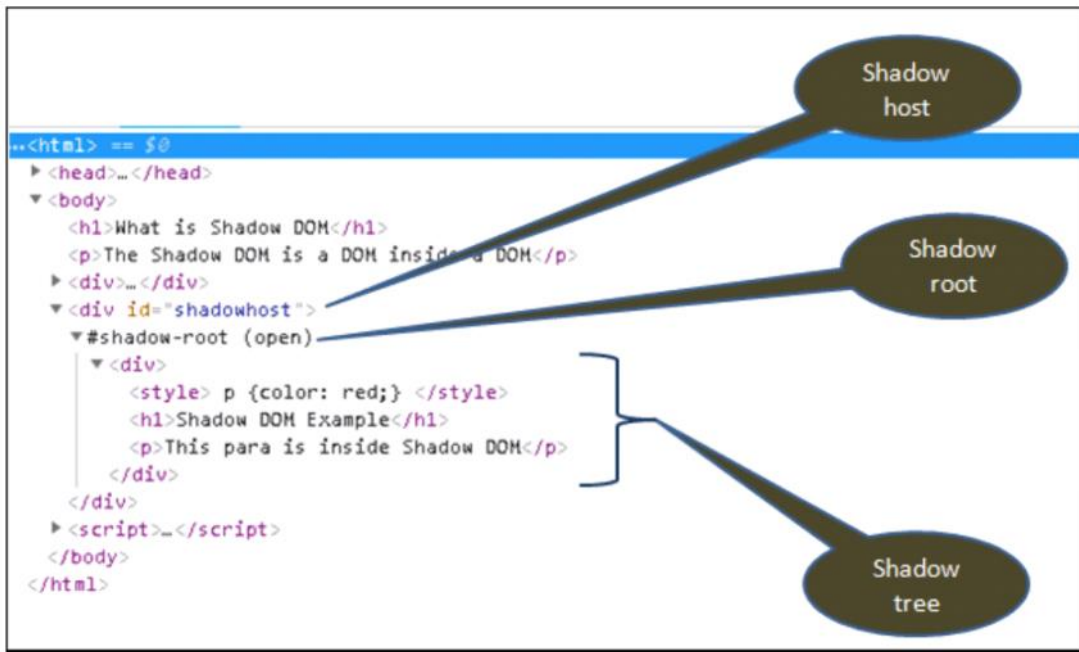 Shadow
host
…<html> == $0
<head>…</head>
<body>
<h1>What is Shadow DOM</h1>
<p>The Shadow DOM is a DOM inside a DOM</p>
Shadow
root
<div>…</div>
<div id="shadowhost">
#shadow-root (open)
<div>
<style> p {color: red;} </style>
<h1>Shadow DOM Example</h1>
<p>This para is inside Shadow DOM</p>
</div>
</div>
<script>…</script>
</body>
</html>
Shadow
tree